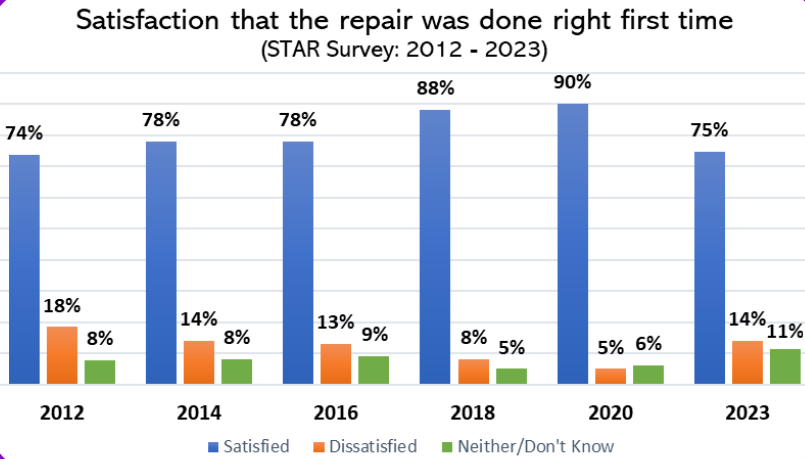 Satisfaction that the repair was done right first time
(STAR Survey: 2012 - 2023)
74% 18% 8% 78% 14% 8% 78% 13% 9% 88% 8% 5% 90% 5% 6% 75% 14% 11%
2012 2014 2016 2018 2020 2023
Satisfied Dissatisfied Neither/Don't Know